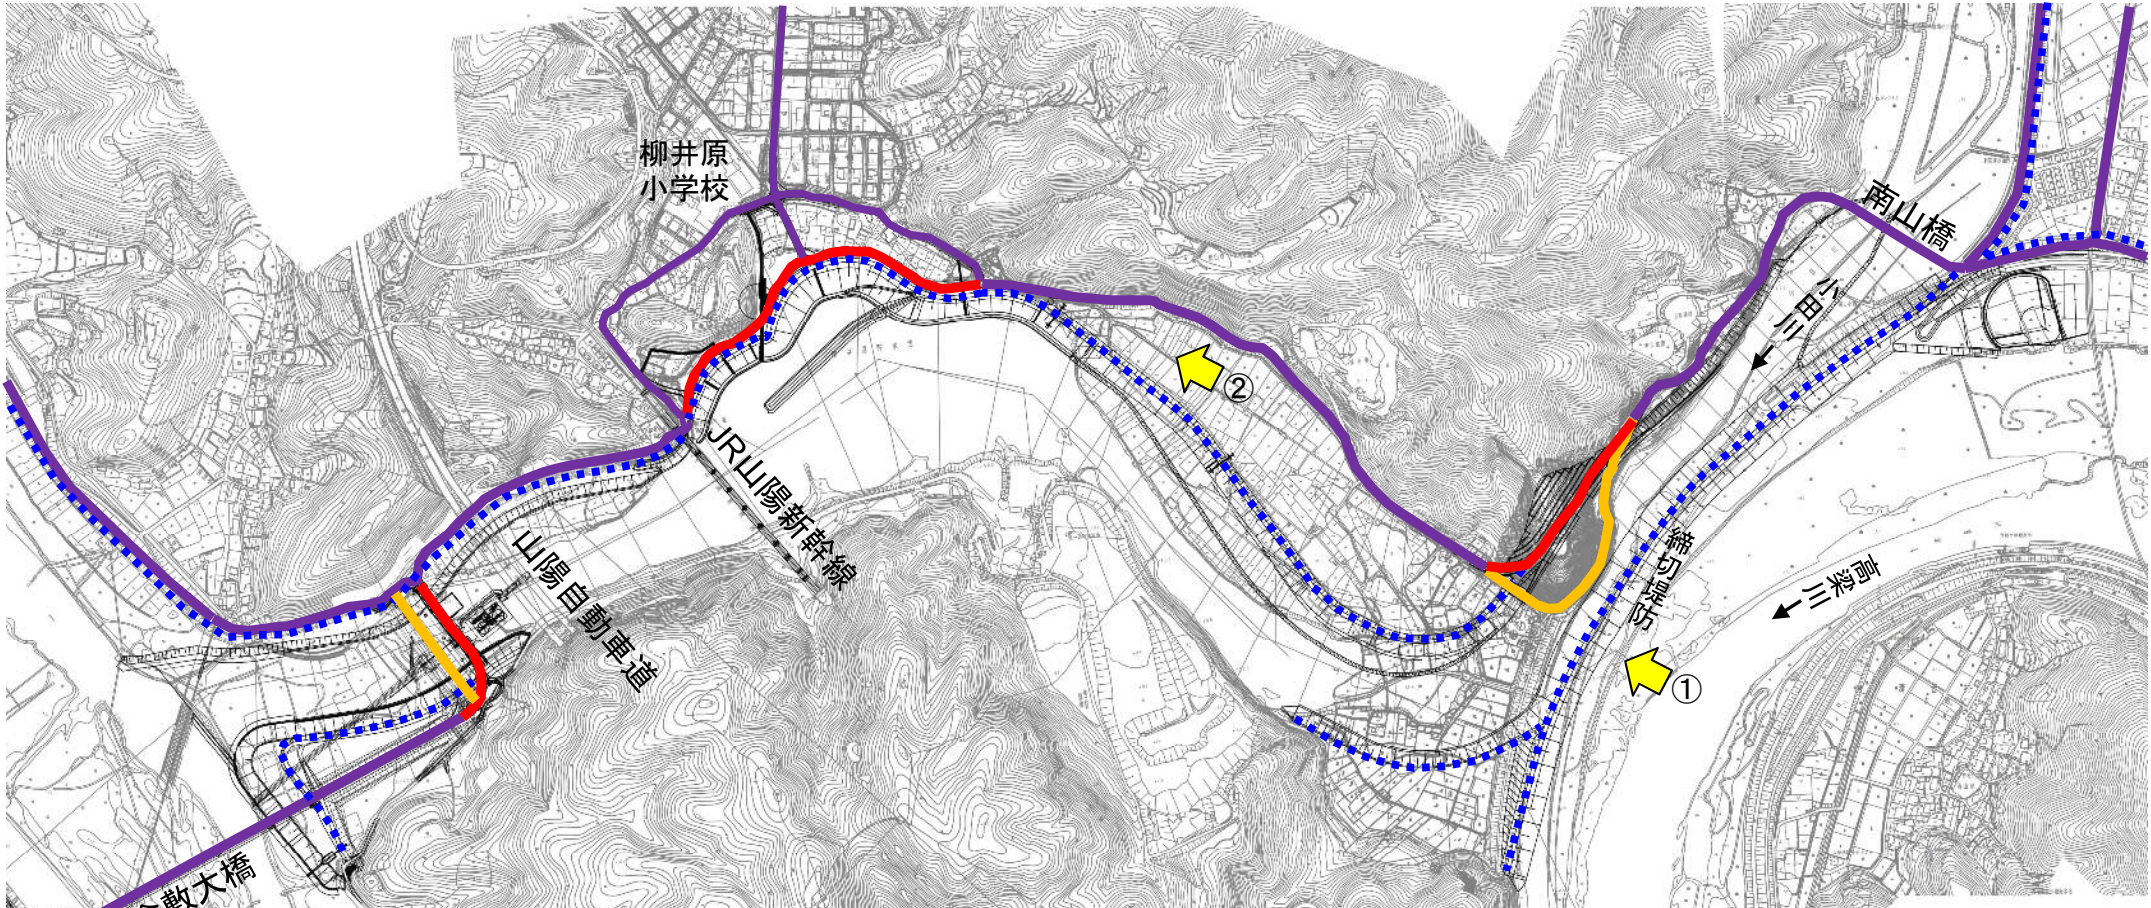 柳井原
小学校
南山橋
小田川
②
JR山陽新幹線
締切堤防
高梁川
山陽自動車道
①
敷大橋